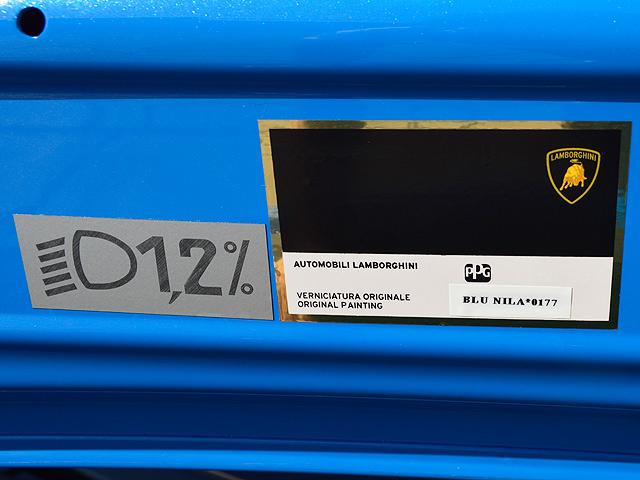 1,2%
LAMBORGHINI
AUTOMOBILI LAMBORGHINI
PPG
VERNICIATURA ORIGINALE
ORIGINAL PAINTING
BLU NILA*0177